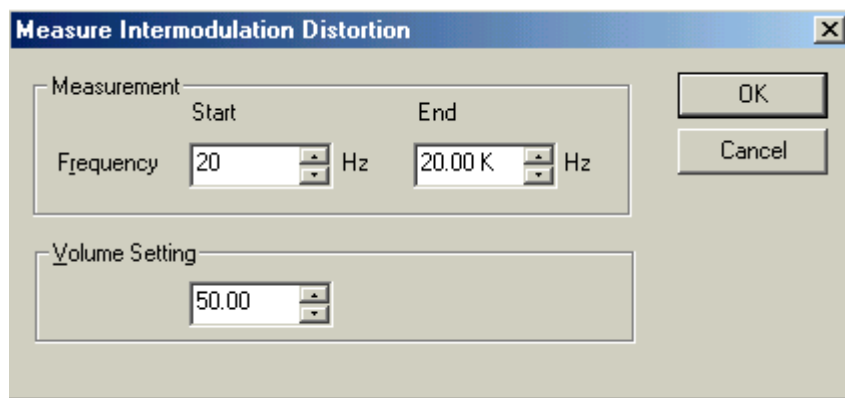 Measure Intermodulation Distortion
Measurement
Start End
Frequency 20 Hz 20.00 K Hz
Volume Setting
50.00
OK
Cancel